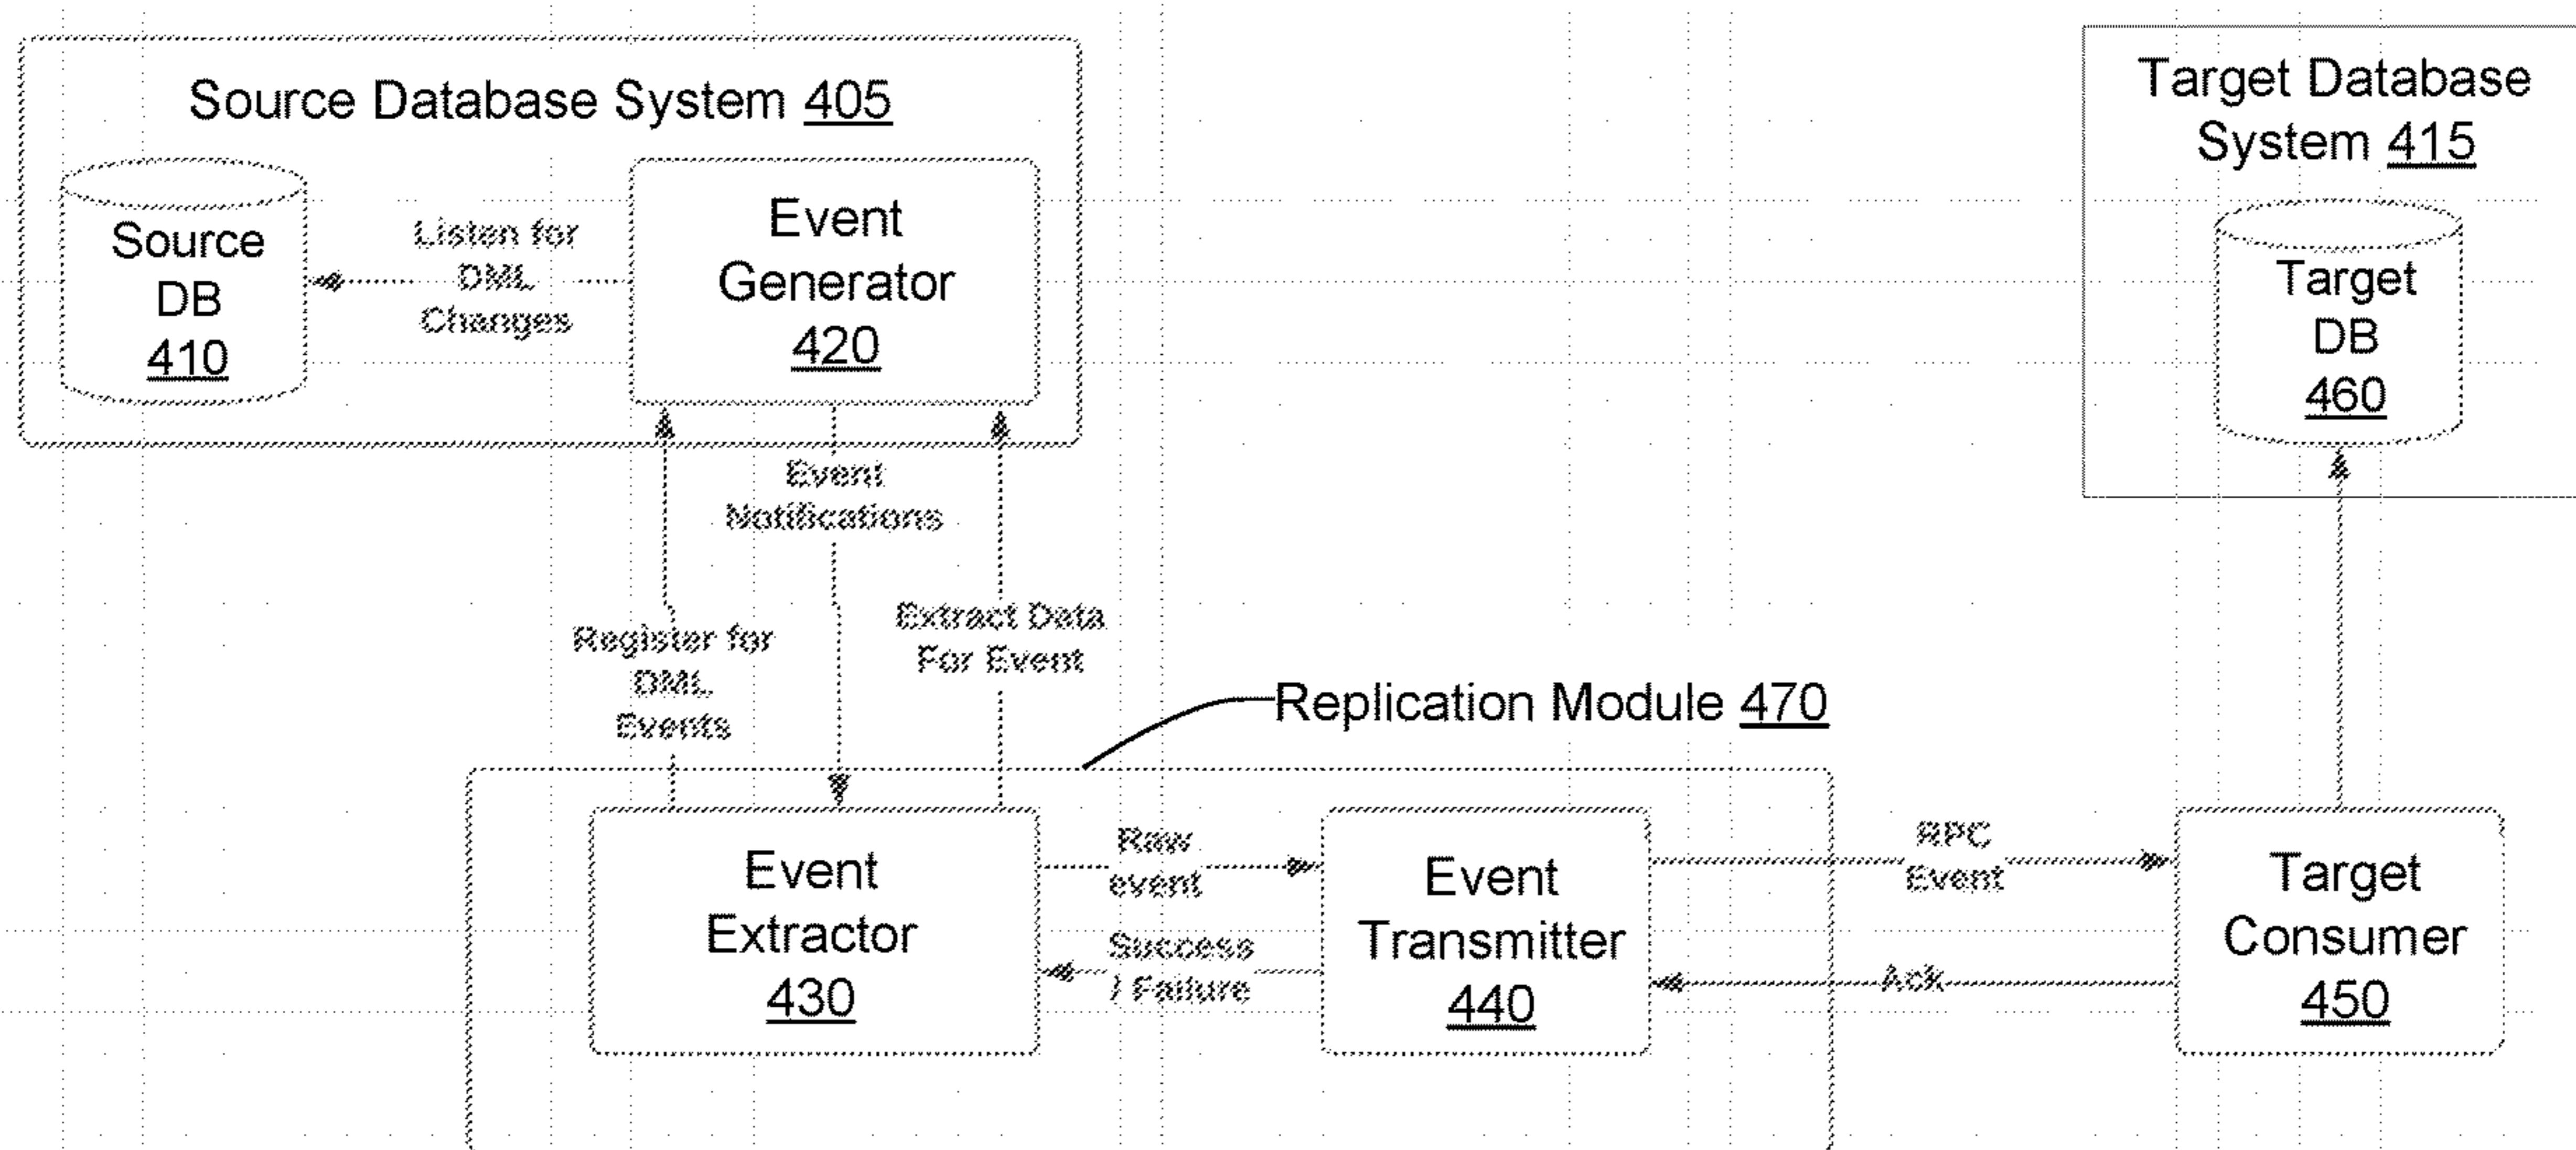 Source Database System 405
Source
DB
410
Listen for
DML
Changes
Event
Generator
420
Target Database
System 415
Target
DB
460
Event
Notifications
Register for
DML
Events
Extract Data
For Event
Replication Module 470
Event
Extractor
430
Raw
event
Success
/ Failure
Event
Transmitter
440
RPC
Event
Ack
Target
Consumer
450